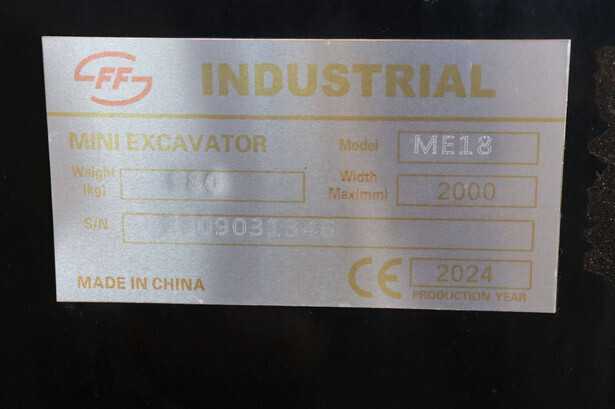 FF INDUSTRIAL
MINI EXCAVATOR Model ME18
Weight (kg) 980 Width Max(mm) 2000
S/N
MADE IN CHINA CE 2024
PRODUCTION YEAR